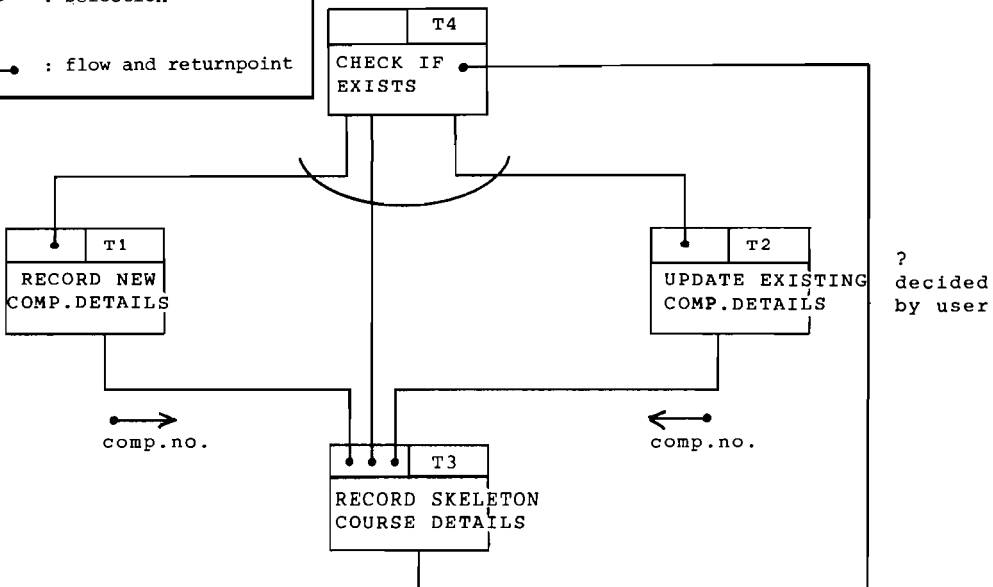 : selection
: flow and returnpoint
T4
CHECK IF
EXISTS
T1
RECORD NEW
COMP.DETAILS
T2
UPDATE EXISTING
COMP.DETAILS
?
decided
by user
comp.no.
comp.no.
T3
RECORD SKELETON
COURSE DETAILS